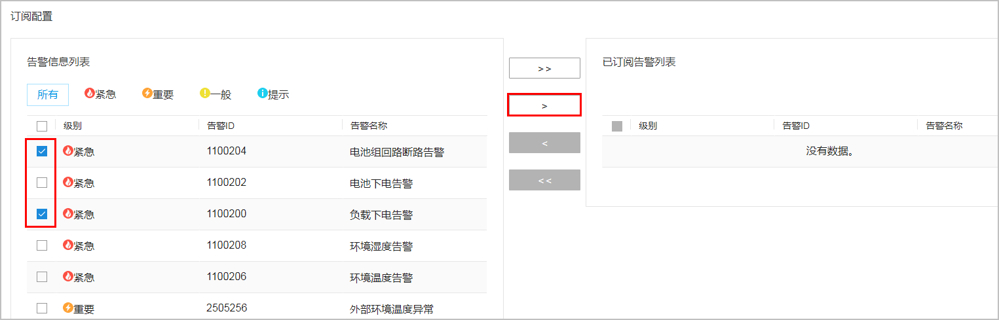 订阅配置
告警信息列表
所有 紧急 重要 一般 提示
级别 告警ID 告警名称
紧急 1100204 电池组回路断路告警
紧急 1100202 电池下电告警
紧急 1100200 负载下电告警
紧急 1100208 环境湿度告警
紧急 1100206 环境温度告警
重要 2505256 外部环境温度异常
>>
>
<
<<
已订阅告警列表
级别 告警ID 告警名称
没有数据。